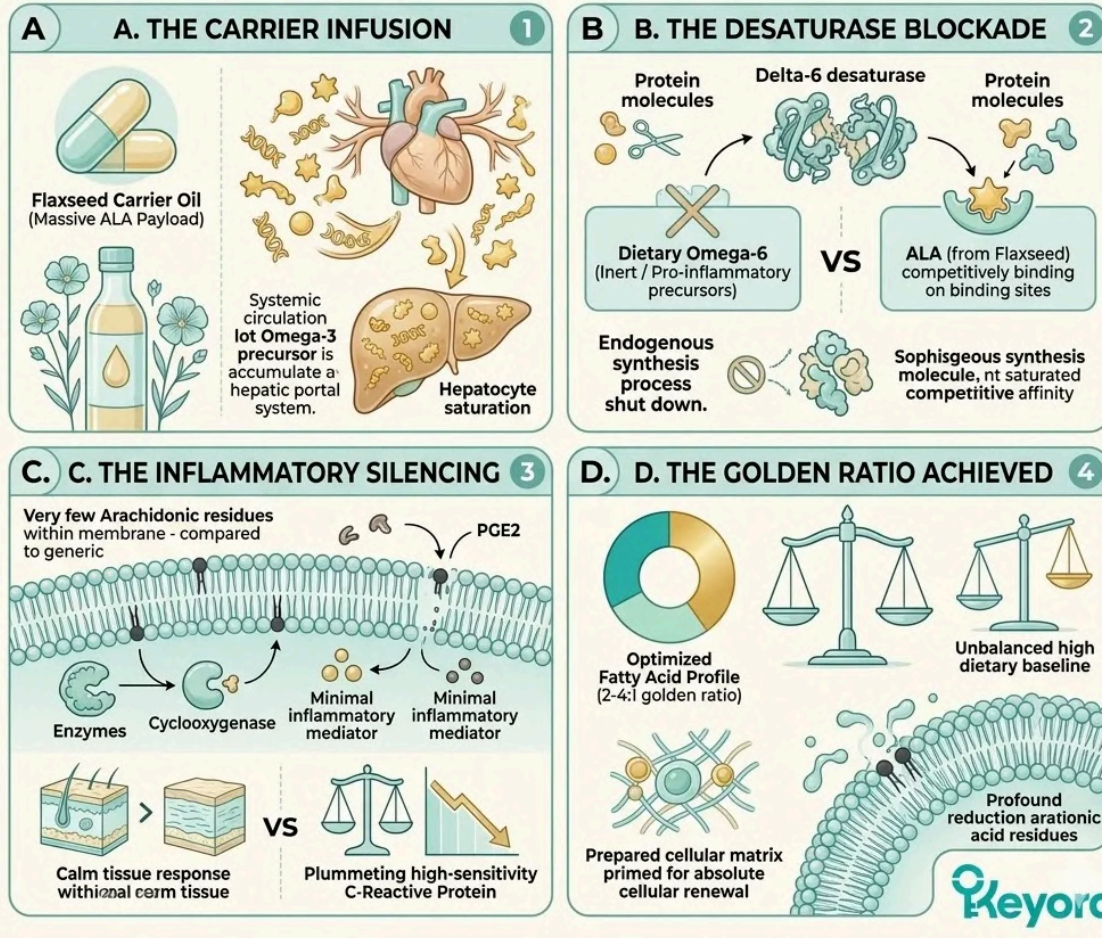 A
A. THE CARRIER INFUSION
1
Flaxseed Carrier Oil
(Massive ALA Payload)
Systemic
circulation
lot Omega-3
precursor is
accumulate a
hepatic portal
system.
Hepatocyte
saturation
B
B. THE DESATURASE BLOCKADE
2
Protein
molecules
Delta-6 desaturase
Protein
molecules
Dietary Omega-6
(Inert / Pro-inflammatory
precursors)
VS
ALA (from Flaxseed)
competitively binding
on binding sites
Endogenous
synthesis
process
shut down.
Sophisgeous synthesis
molecule, nt saturated
competitive affinity
C.
C. THE INFLAMMATORY SILENCING
3
Very few Arachidonic residues
within membrane - compared
to generic
PGE2
Enzymes
Cyclooxygenase
Minimal
inflammatory
mediator
Minimal
inflammatory
mediator
Calm tissue response
germ tissue
VS
Plummeting high-sensitivity
C-Reactive Protein
D.
D. THE GOLDEN RATIO ACHIEVED
4
Optimized
Fatty Acid Profile
(2-4:1 golden ratio)
Unbalanced high
dietary baseline
Prepared cellular matrix
primed for absolute
cellular renewal
Profound
reduction arationic
acid residues
Keyora